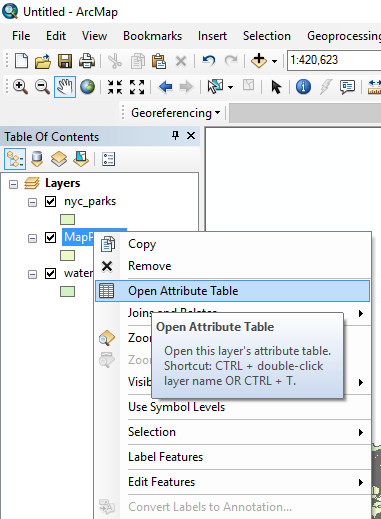 Untitled - ArcMap
File Edit View Bookmarks Insert Selection Geoprocessing
1:420,623
Georeferencing
Table Of Contents
Layers
nyc_parks
MapP
water
Copy
Remove
Open Attribute Table
Joins and Relates
Open Attribute Table
Open this layer's attribute table.
Shortcut: CTRL + double-click
layer name OR CTRL + T.
Zoo
Zoo
Visib
Use Symbol Levels
Selection
Label Features
Edit Features
Convert Labels to Annotation...